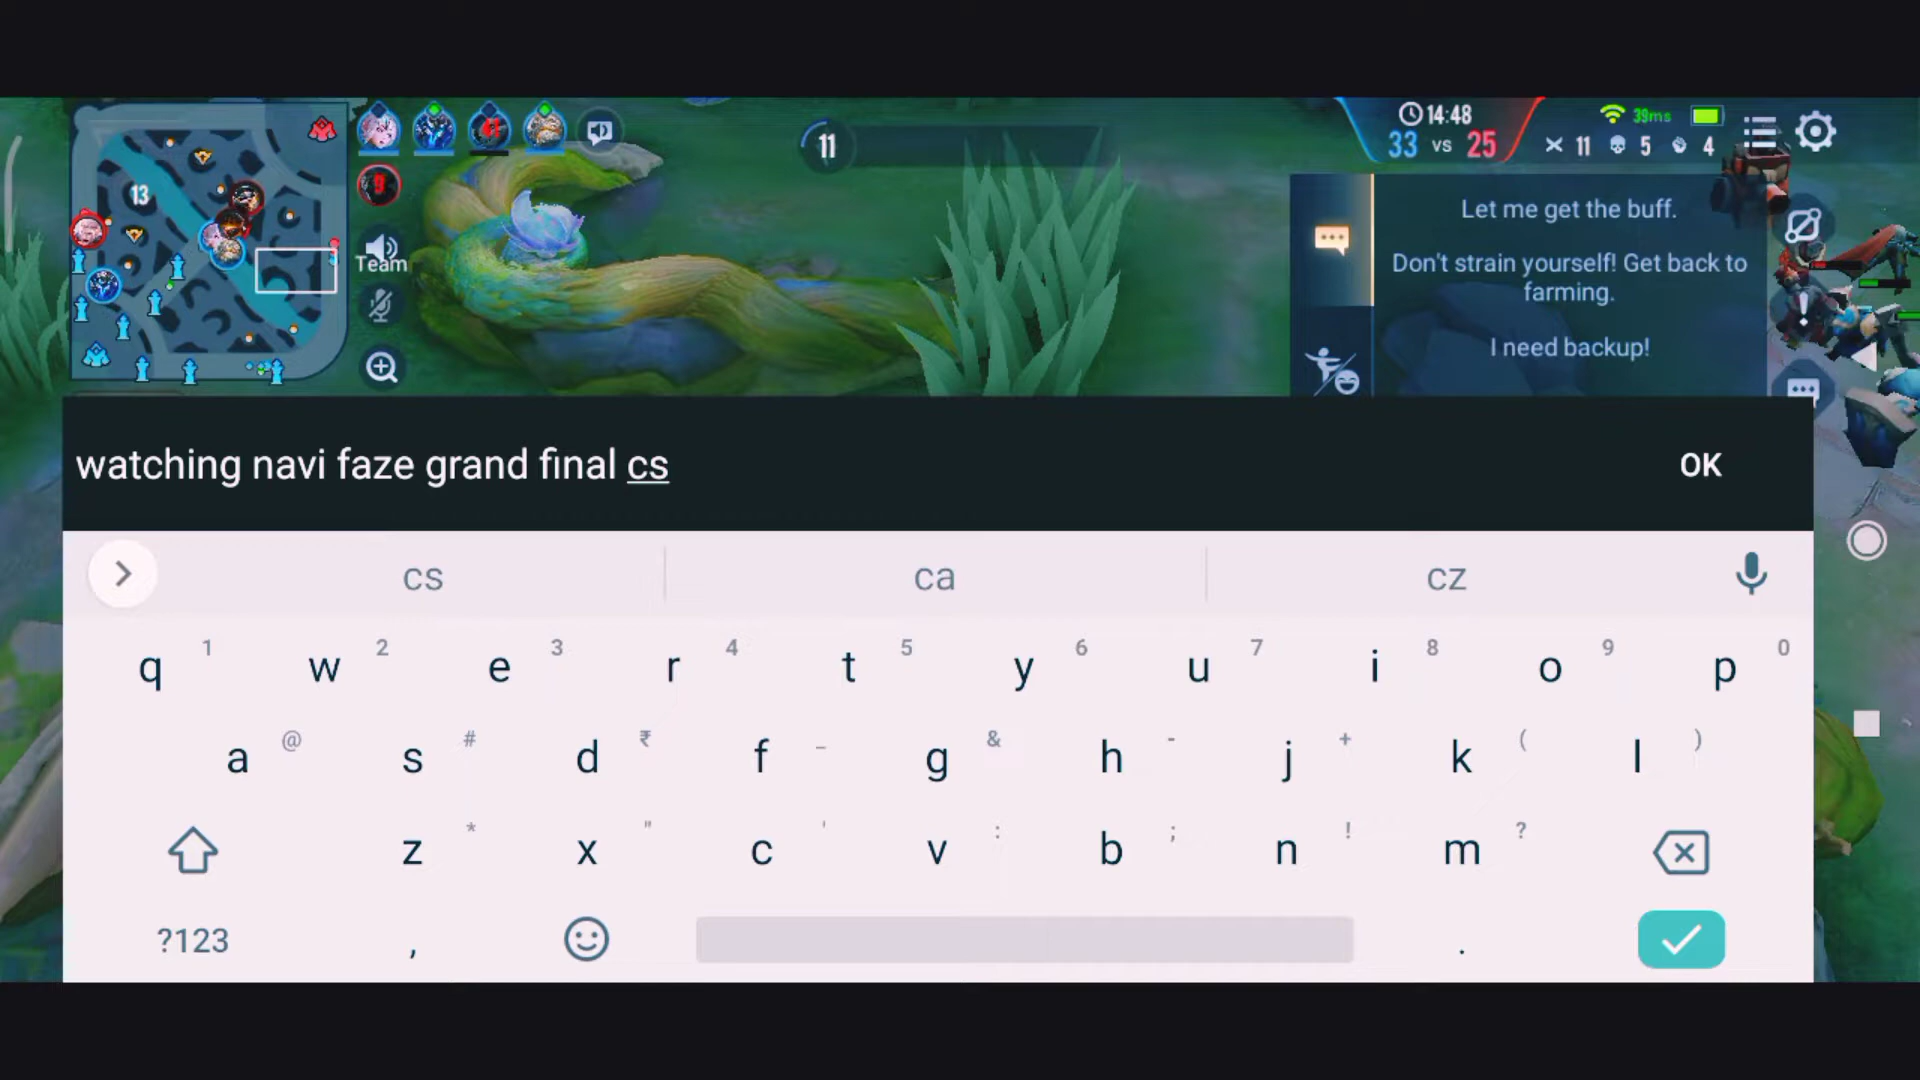 13
41
9
Team
11
14:48
33 vs 25
39ms
11 5 4
Let me get the buff.
Don't strain yourself! Get back to
farming.
I need backup!
watching navi faze grand final cs
OK
cs ca cz
q 1 w 2 e 3 r 4 t 5 y 6 u 7 i 8 o 9 p 0
a @ s # d ₹ f _ g & h - j + k ( l )
z * x " c ' v : b ; n ! m ?
?123 , .